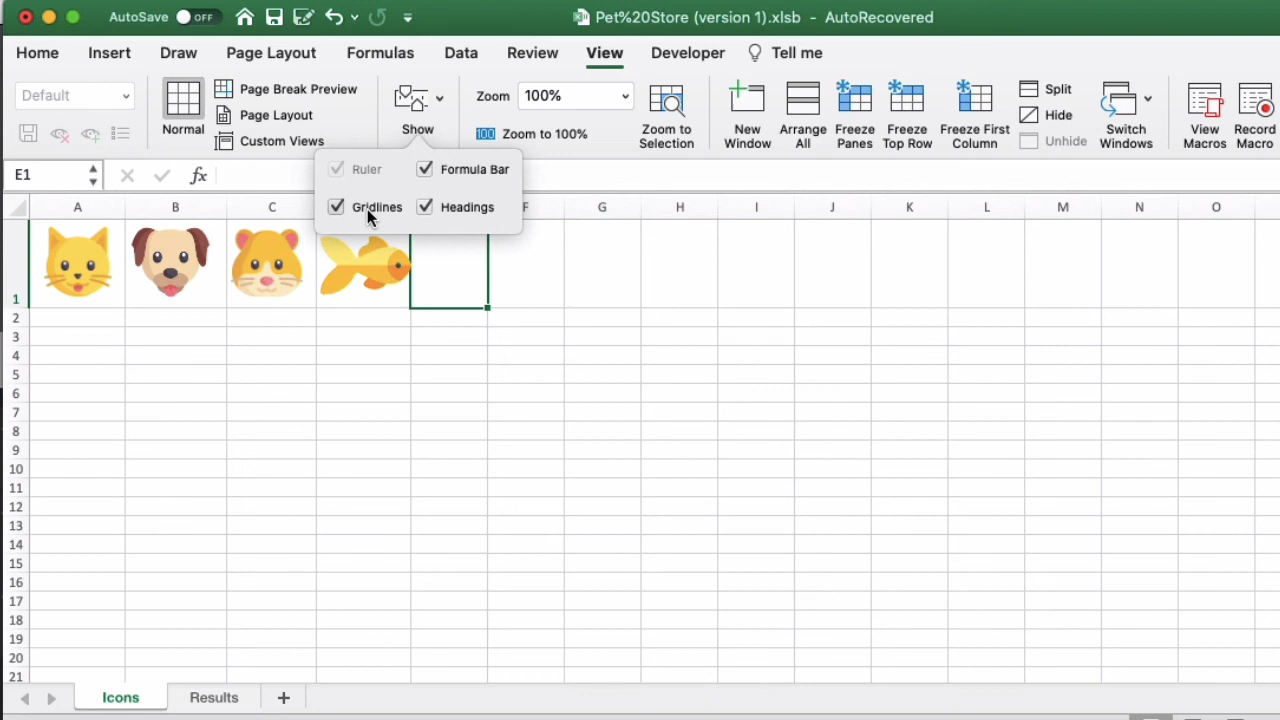 AutoSave OFF
Pet%20Store (version 1).xlsb - AutoRecovered
Home Insert Draw Page Layout Formulas Data Review View Developer Tell me
Default
Normal
Page Break Preview
Page Layout
Custom Views
Show
Zoom 100%
100 Zoom to 100%
Zoom to Selection
New Window
Arrange All
Freeze Panes
Freeze Top Row
Freeze First Column
Split
Hide
Unhide
Switch Windows
View Macros
Record Macro
E1 fx
Ruler Formula Bar
Gridlines Headings
A B C F G H I J K L M N O
1
2
3
4
5
6
7
8
9
10
11
12
13
14
15
16
17
18
19
20
21
Icons Results +